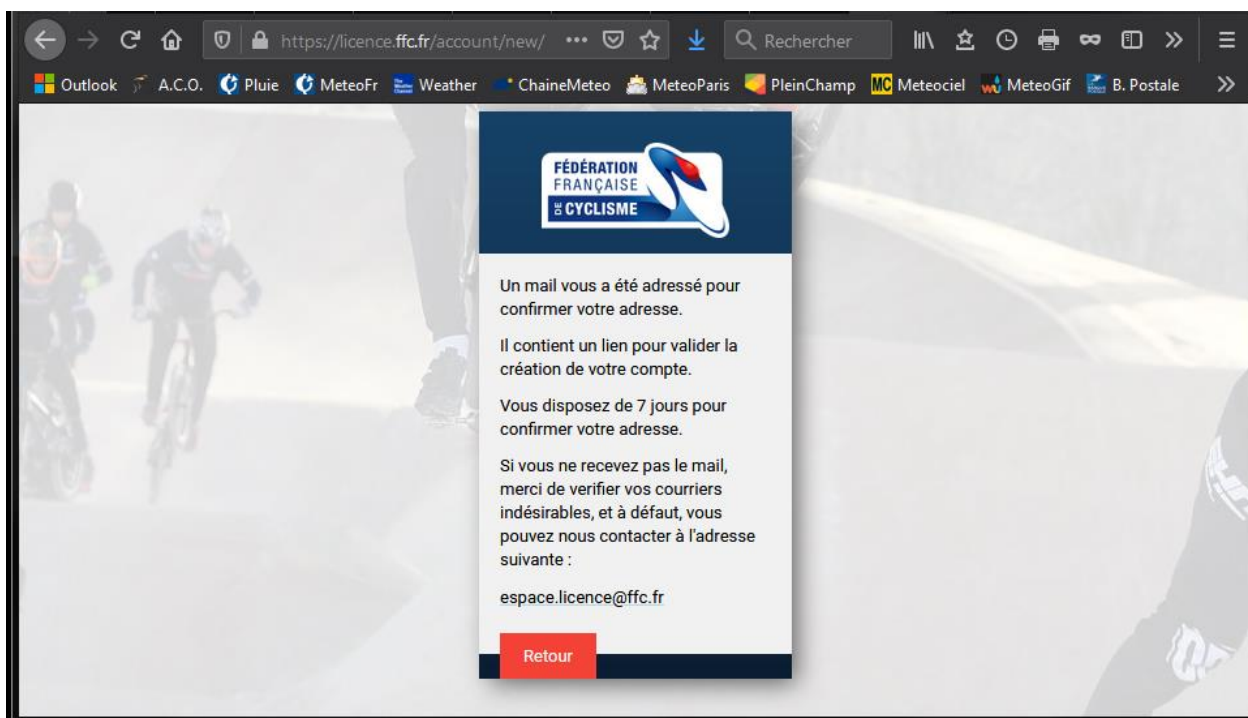 https://licence.ffc.fr/account/new/
Rechercher
Outlook A.C.O. Pluie MeteoFr Weather ChaineMeteo MeteoParis PleinChamp MC Meteociel MeteoGif B. Postale
FÉDÉRATION
FRANÇAISE
DE CYCLISME
Un mail vous a été adressé pour
confirmer votre adresse.
Il contient un lien pour valider la
création de votre compte.
Vous disposez de 7 jours pour
confirmer votre adresse.
Si vous ne recevez pas le mail,
merci de verifier vos courriers
indésirables, et à défaut, vous
pouvez nous contacter à l'adresse
suivante :
espace.licence@ffc.fr
Retour